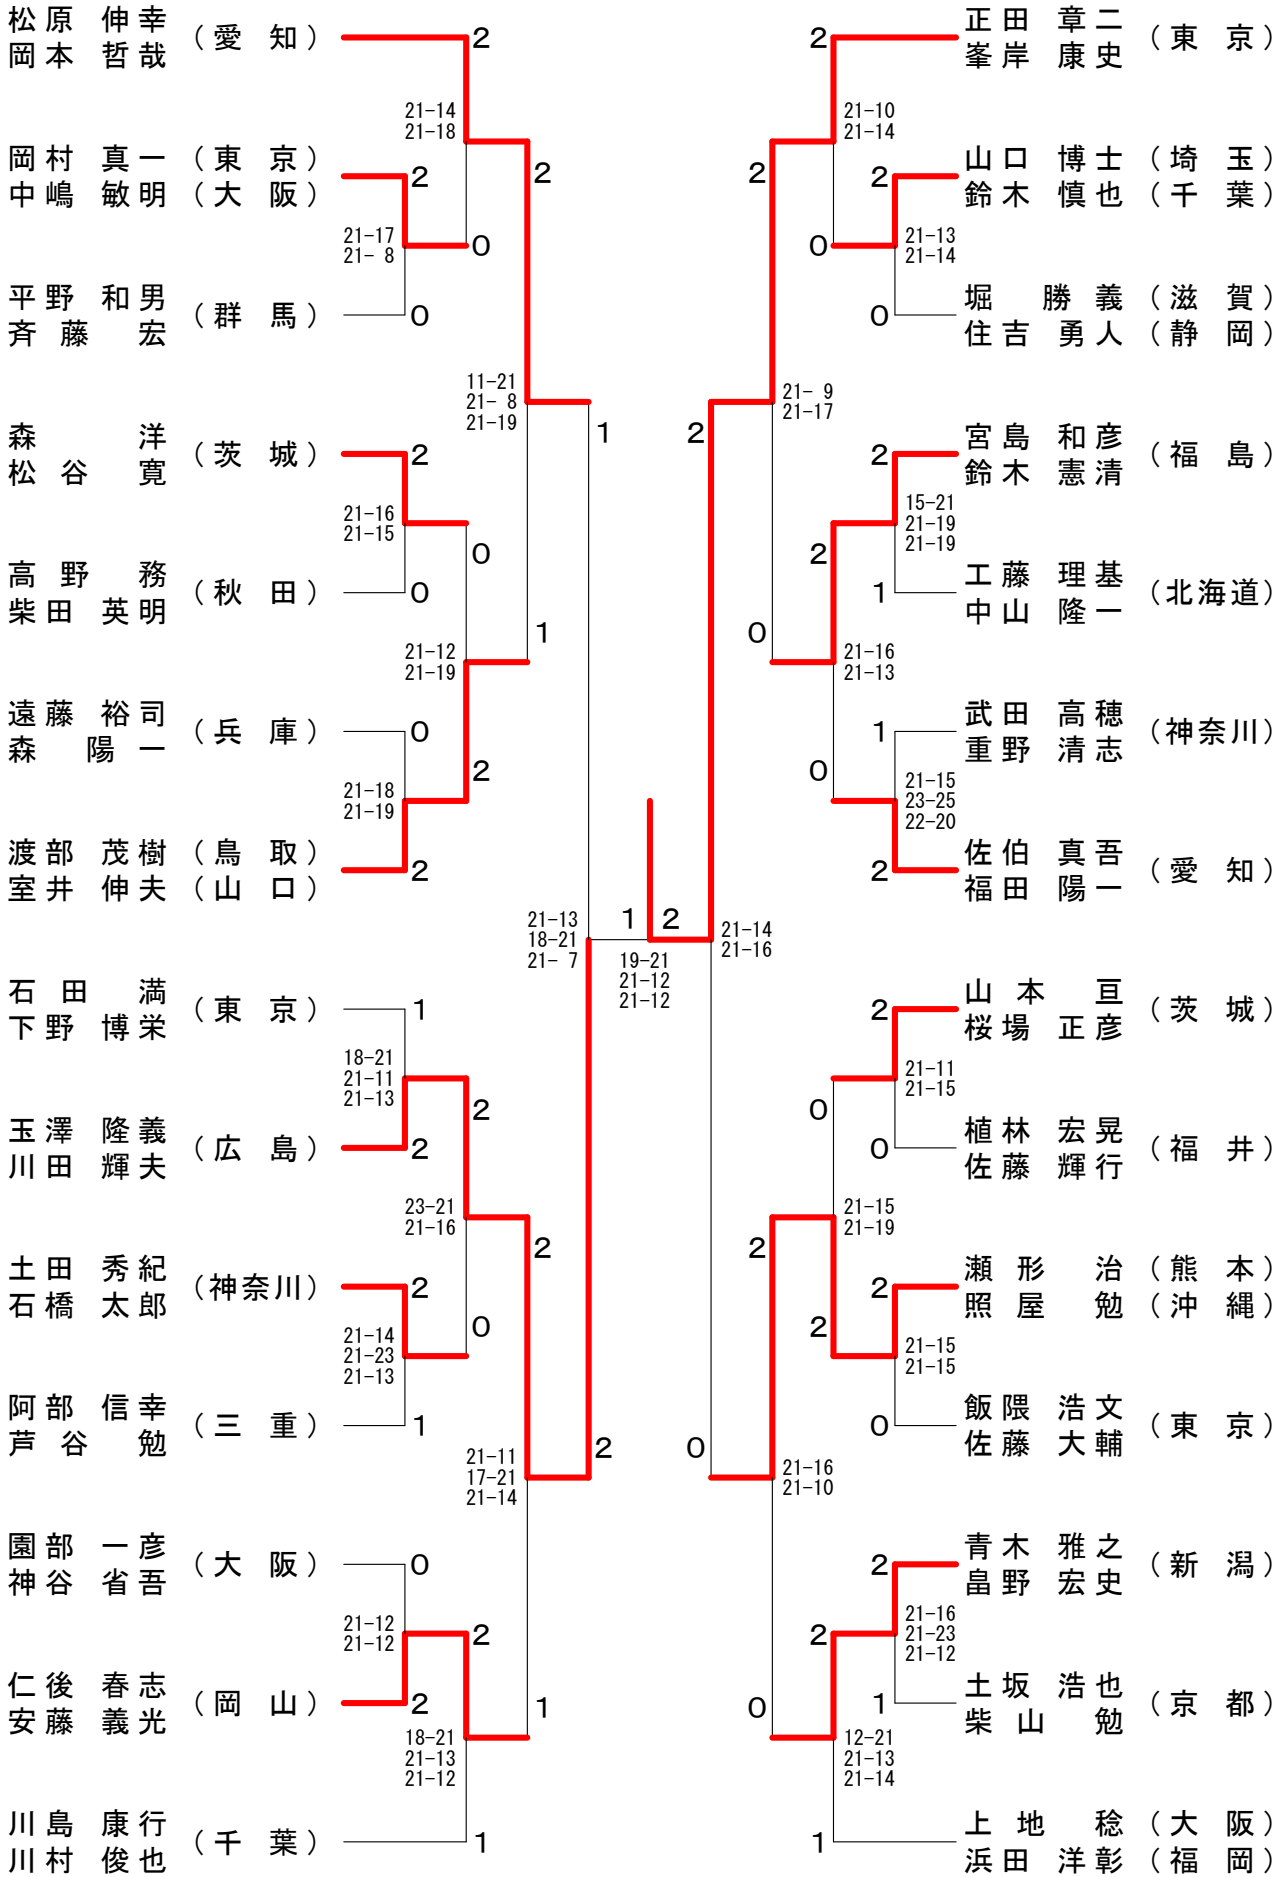 松原 伸幸
岡本 哲哉
（愛 知）
2
21-14
21-18
岡村 真一（東 京）
中嶋 敏明（大 阪）
2
2
21-17
21- 8
0
平野 和男
斉藤 宏
（群 馬）
0
11-21
21- 8
21-19
1
森 洋
松谷 寛
（茨 城）
2
21-16
21-15
0
高野 務
柴田 英明
（秋 田）
0
1
21-12
21-19
遠藤 裕司
森 陽一
（兵 庫）
0
2
21-18
21-19
渡部 茂樹（鳥 取）
室井 伸夫（山 口）
2
21-13
18-21
21- 7
1 2
19-21
21-12
21-12
石田 満
下野 博栄
（東 京）
1
18-21
21-11
21-13
2
玉澤 隆義
川田 輝夫
（広 島）
2
23-21
21-16
2
土田 秀紀
石橋 太郎
（神奈川）
2
0
21-14
21-23
21-13
阿部 信幸
芦谷 勉
（三 重）
1
21-11
17-21
21-14
2
園部 一彦
神谷 省吾
（大 阪）
0
21-12
21-12
2
仁後 春志
安藤 義光
（岡 山）
2
1
18-21
21-13
21-12
川島 康行
川村 俊也
（千 葉）
1
2
正田 章二
峯岸 康史
（東 京）
21-10
21-14
2
2
山口 博士（埼 玉）
鈴木 慎也（千 葉）
0
21-13
21-14
0
堀 勝義（滋 賀）
住吉 勇人（静 岡）
21- 9
21-17
2
2
宮島 和彦
鈴木 憲清
（福 島）
15-21
21-19
21-19
2
1
工藤 理基
中山 隆一
（北海道）
0
21-16
21-13
1
武田 高穂
重野 清志
（神奈川）
0
21-15
23-25
22-20
2
佐伯 真吾
福田 陽一
（愛 知）
21-14
21-16
2
山本 亘
桜場 正彦
（茨 城）
21-11
21-15
0
0
植林 宏晃
佐藤 輝行
（福 井）
21-15
21-19
2
2
瀬形 治（熊 本）
照屋 勉（沖 縄）
2
21-15
21-15
0
飯隈 浩文
佐藤 大輔
（東 京）
0
21-16
21-10
2
青木 雅之
畠野 宏史
（新 潟）
2
21-16
21-23
21-12
1
土坂 浩也
柴山 勉
（京 都）
0
12-21
21-13
21-14
1
上地 稔（大 阪）
浜田 洋彰（福 岡）